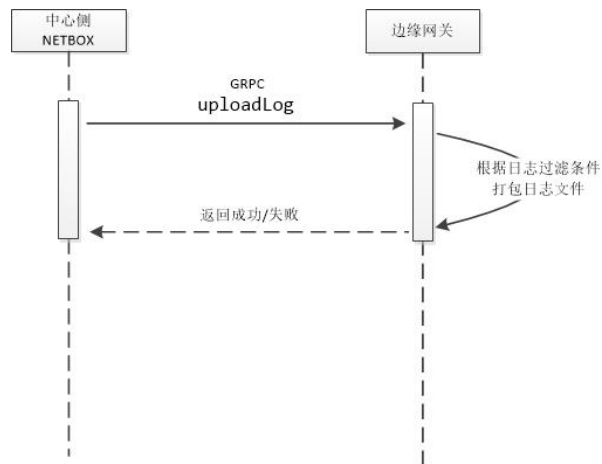 中心侧
NETBOX
边缘网关
GRPC
uploadLog
根据日志过滤条件
打包日志文件
返回成功/失败